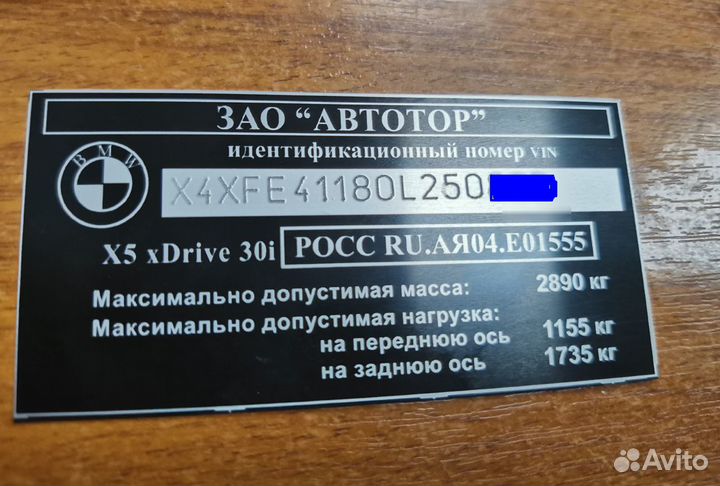 ЗАО “АВТОТОР”
идентификационный номер VIN
BMW
X4XFE41180L250
X5 xDrive 30i РОСС RU.АЯ04.Е01555
Максимально допустимая масса: 2890 кг
Максимально допустимая нагрузка:
на переднюю ось 1155 кг
на заднюю ось 1735 кг
Avito